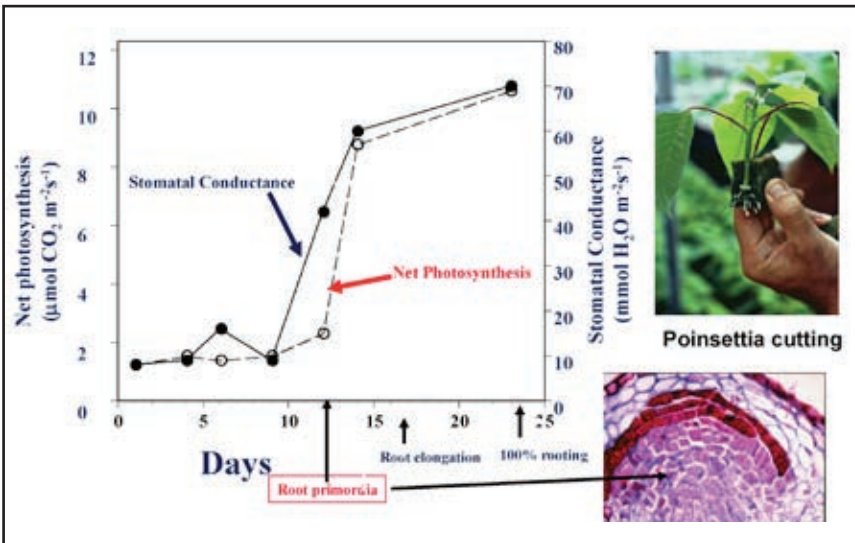 12
10
8
6
4
2
0
Net photosynthesis
(µmol CO₂ m⁻²s⁻¹)
Stomatal Conductance
Net Photosynthesis
80
70
60
50
40
30
20
10
0
Stomatal Conductance
(mmol H₂O m⁻²s⁻¹)
0 5 10 15 20 25
Days
Root elongation
100% rooting
Root primordia
Poinsettia cutting